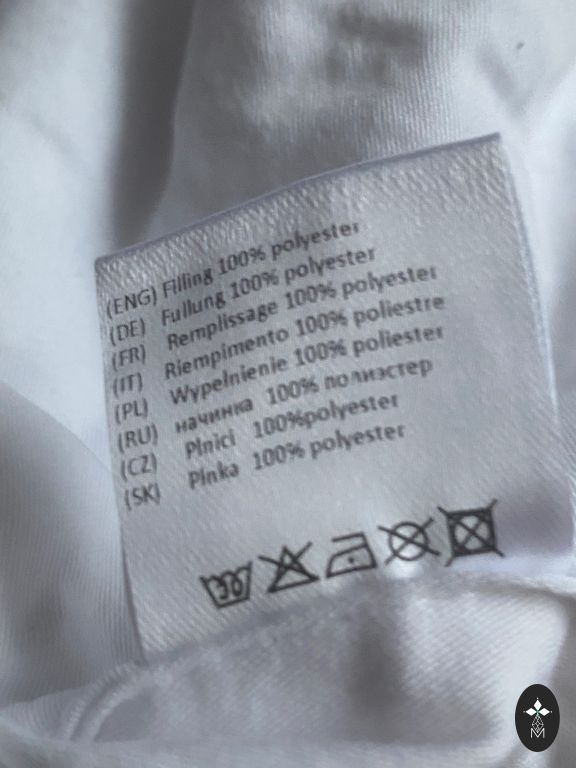 (ENG) Filling 100% polyester
(DE) Fullung 100% polyester
(FR) Remplissage 100% polyester
(IT) Riempimento 100% poliestre
(PL) Wypełnienie 100% poliester
(RU) начинка 100% полиэстер
(CZ) Plnici 100%polyester
(SK) Plnka 100% polyester
30
M